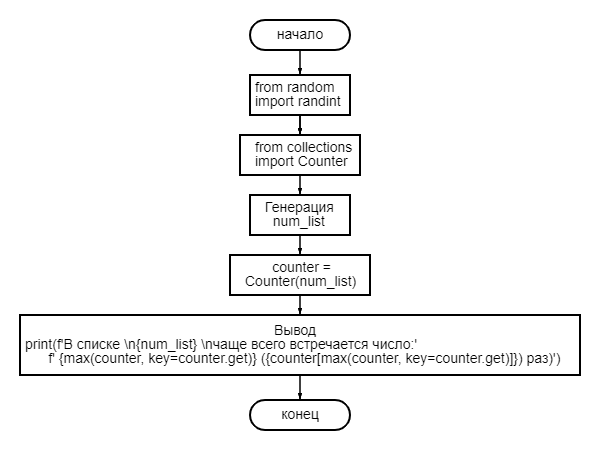 начало
from random
import randint
from collections
import Counter
Генерация
num_list
counter =
Counter(num_list)
Вывод
print(f'В списке \n{num_list} \nчаще всего встречается число:'
f' {max(counter, key=counter.get)} ({counter[max(counter, key=counter.get)]}) раз)')
конец